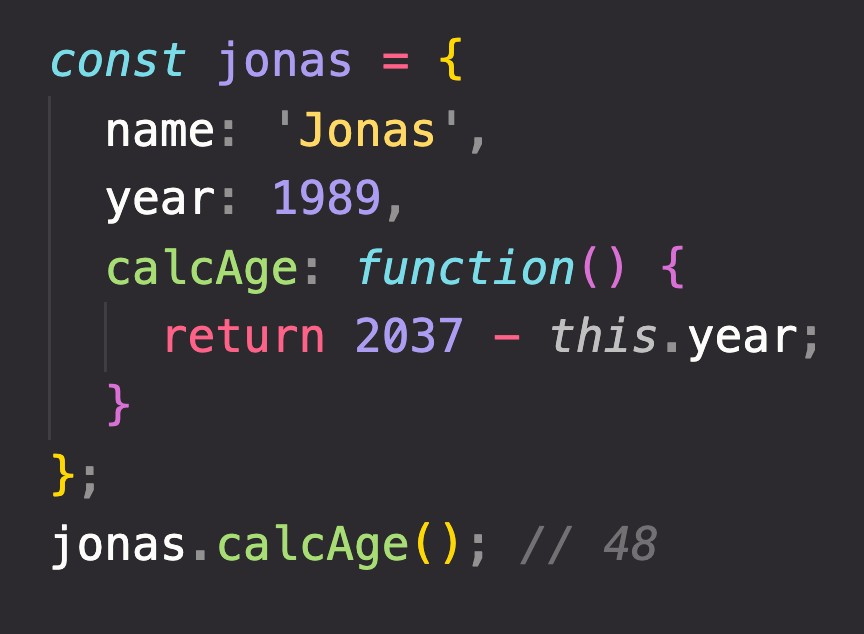 const jonas = {
  name: 'Jonas',
  year: 1989,
  calcAge: function() {
    return 2037 - this.year;
  }
};
jonas.calcAge(); // 48